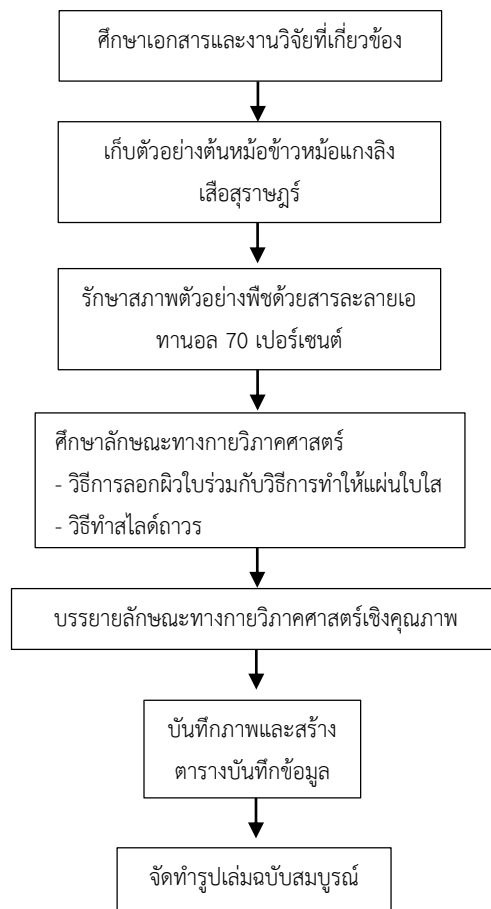 ศึกษาเอกสารและงานวิจัยที่เกี่ยวข้อง
เก็บตัวอย่างต้นหม้อข้าวหม้อแกงลิง
เสือสุราษฎร์
รักษาสภาพตัวอย่างพืชด้วยสารละลายเอ
ทานอล 70 เปอร์เซนต์
ศึกษาลักษณะทางกายวิภาคศาสตร์
- วิธีการลอกผิวใบร่วมกับวิธีการทำให้แผ่นใบใส
- วิธีทำสไลด์ถาวร
บรรยายลักษณะทางกายวิภาคศาสตร์เชิงคุณภาพ
บันทึกภาพและสร้าง
ตารางบันทึกข้อมูล
จัดทำรูปเล่มฉบับสมบูรณ์